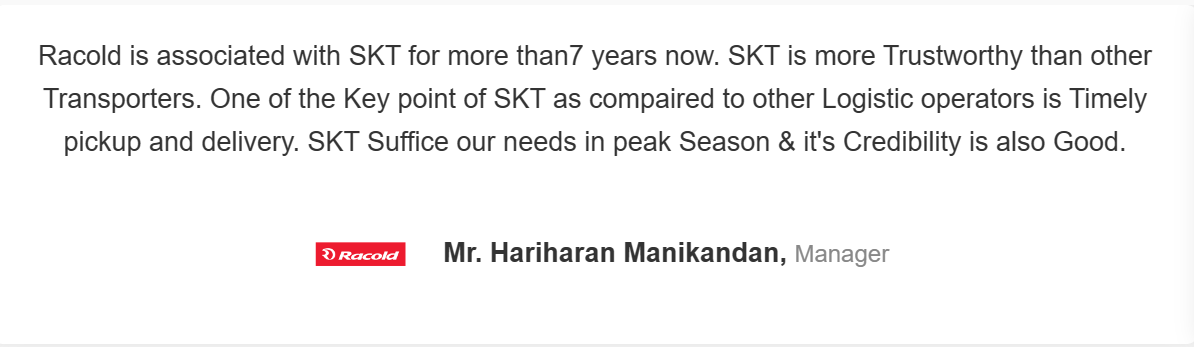 Racold is associated with SKT for more than7 years now. SKT is more Trustworthy than other
Transporters. One of the Key point of SKT as compaired to other Logistic operators is Timely
pickup and delivery. SKT Suffice our needs in peak Season & it's Credibility is also Good.
Racold Mr. Hariharan Manikandan, Manager